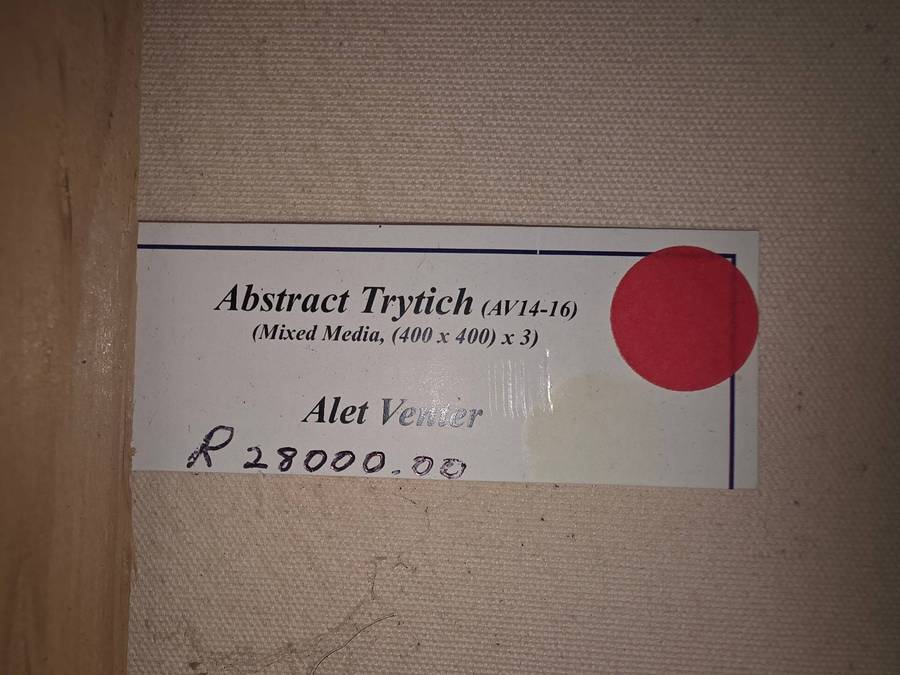 Abstract Trytich (AV14-16)
(Mixed Media, (400 x 400) x 3)
Alet Venter
R 28000.00